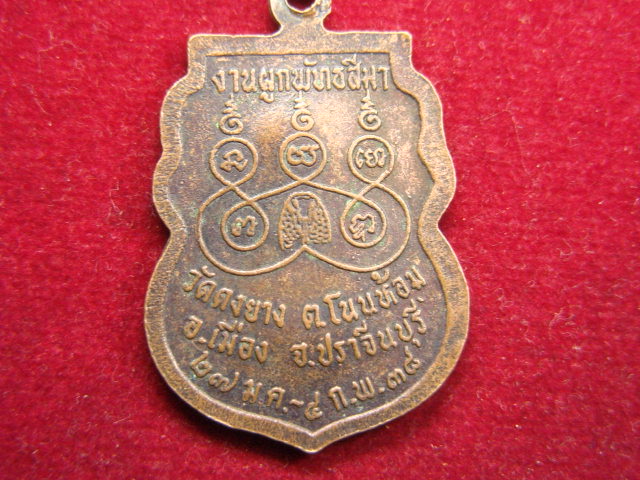 งานผูกพัทธสีมา
วัดดงยาง ต.โนนห้อม
อ.เมือง จ.ปราจีนบุรี
๒๗ ม.ค.-๔ ก.พ.๓๘